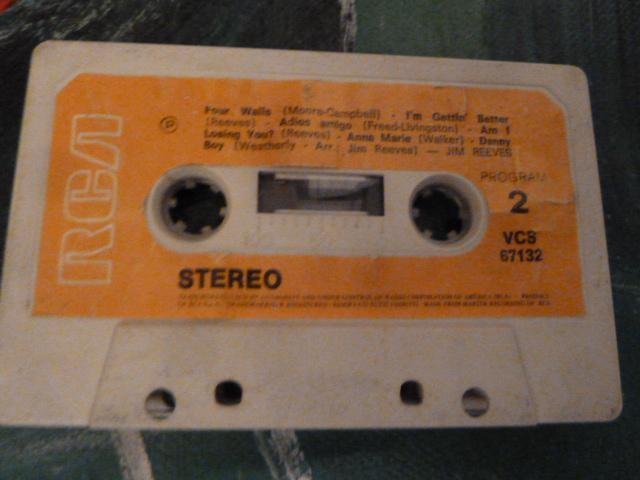 Four Walls (Moore-Campbell) - I'm Gettin' Better
(Reeves) - Adios amigo (Freed-Livingston) - Am I
Losing You? (Reeves) - Anna Marie (Walker) - Danny
Boy (Weatherly - Arr.: Jim Reeves) — JIM REEVES
Ⓟ
RCA
PROGRAM
2
VCS
67132
STEREO